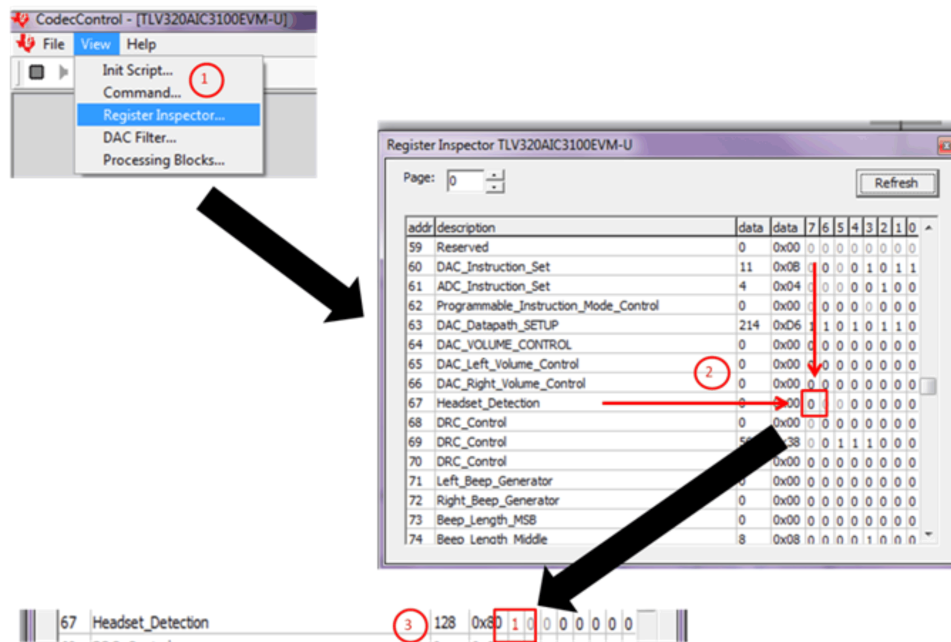 CodecControl - [TLV320AIC3100EVM-U]
File View Help
Init Script...
1
Command...
Register Inspector...
DAC Filter...
Processing Blocks...
Register Inspector TLV320AIC3100EVM-U
Page: 0
Refresh
addr description data data 7 6 5 4 3 2 1 0
59 Reserved 0 0x00 0 0 0 0 0 0 0 0
60 DAC_Instruction_Set 11 0x0B 0 0 0 0 1 0 1 1
61 ADC_Instruction_Set 4 0x04 0 0 0 0 0 1 0 0
62 Programmable_Instruction_Mode_Control 0 0x00 0 0 0 0 0 0 0 0
63 DAC_Datapath_SETUP 214 0xD6 1 1 0 1 0 1 1 0
64 DAC_VOLUME_CONTROL 0 0x00 0 0 0 0 0 0 0 0
65 DAC_Left_Volume_Control 0 0x00 0 0 0 0 0 0 0 0
2
66 DAC_Right_Volume_Control 0 0x00 0 0 0 0 0 0 0 0
67 Headset_Detection 0 0x00 0 0 0 0 0 0 0 0
68 DRC_Control 0 0x00 0 0 0 0 0 0 0 0
69 DRC_Control 0 0 1 1 1 0 0 0
70 DRC_Control 0x00 0 0 0 0 0 0 0 0
71 Left_Beep_Generator 0 0x00 0 0 0 0 0 0 0 0
72 Right_Beep_Generator 0 0x00 0 0 0 0 0 0 0 0
73 Beep_Length_MSB 0 0x00 0 0 0 0 0 0 0 0
74 Beep_Length_Middle 8 0x08 0 0 0 0 1 0 0 0
67 Headset_Detection 3 128 0x80 1 0 0 0 0 0 0 0